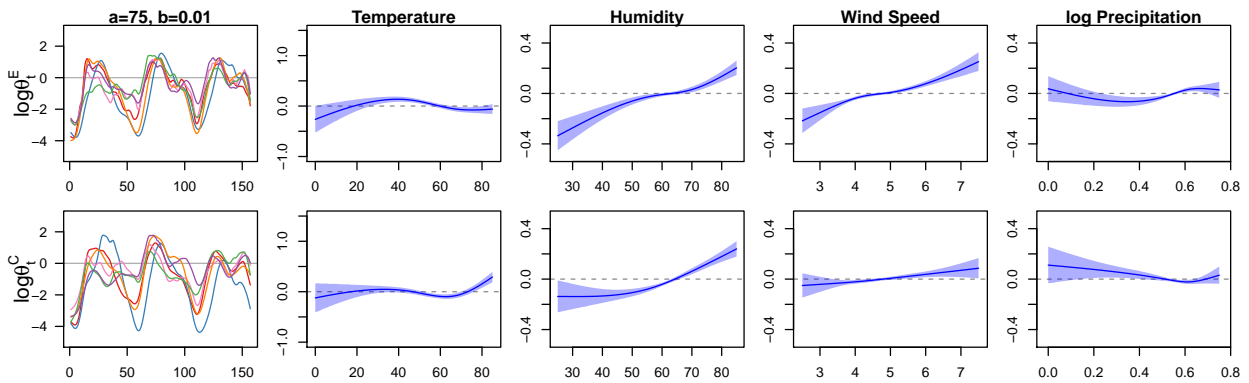 a=75, b=0.01 Temperature Humidity Wind Speed log Precipitation
logθ_t^E
2 0 −2 −4
1.5 0.0 −1.0
0.4 0.0 −0.4
0.4 0.0 −0.4
0.4 0.0 −0.4
0 50 100 150
0 20 40 60 80
30 40 50 60 70 80
3 4 5 6 7
0.0 0.2 0.4 0.6 0.8
logθ_t^C
2 0 −2 −4
1.0 0.0 −1.0
0.4 0.0 −0.4
0.4 0.0 −0.4
0.4 0.0 −0.4
0 50 100 150
0 20 40 60 80
30 40 50 60 70 80
3 4 5 6 7
0.0 0.2 0.4 0.6 0.8